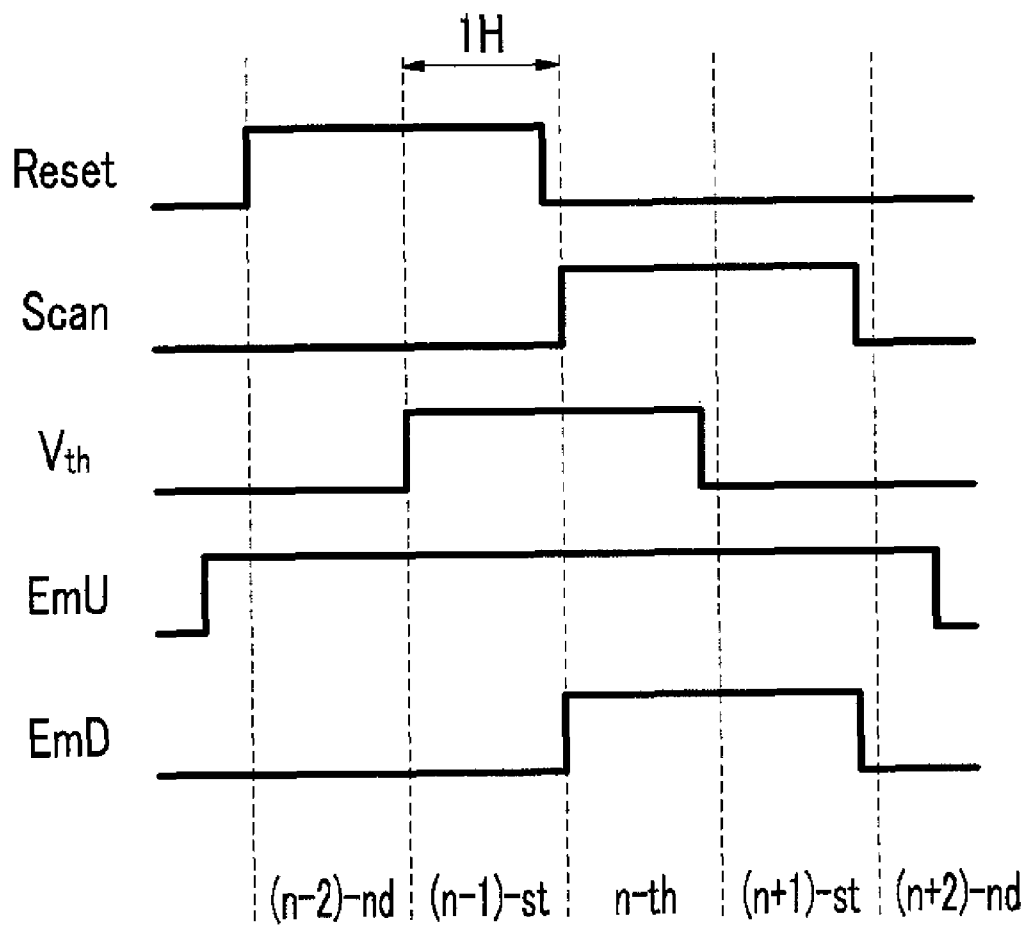 1H
Reset
Scan
Vth
EmU
EmD
(n-2)-nd (n-1)-st n-th (n+1)-st (n+2)-nd